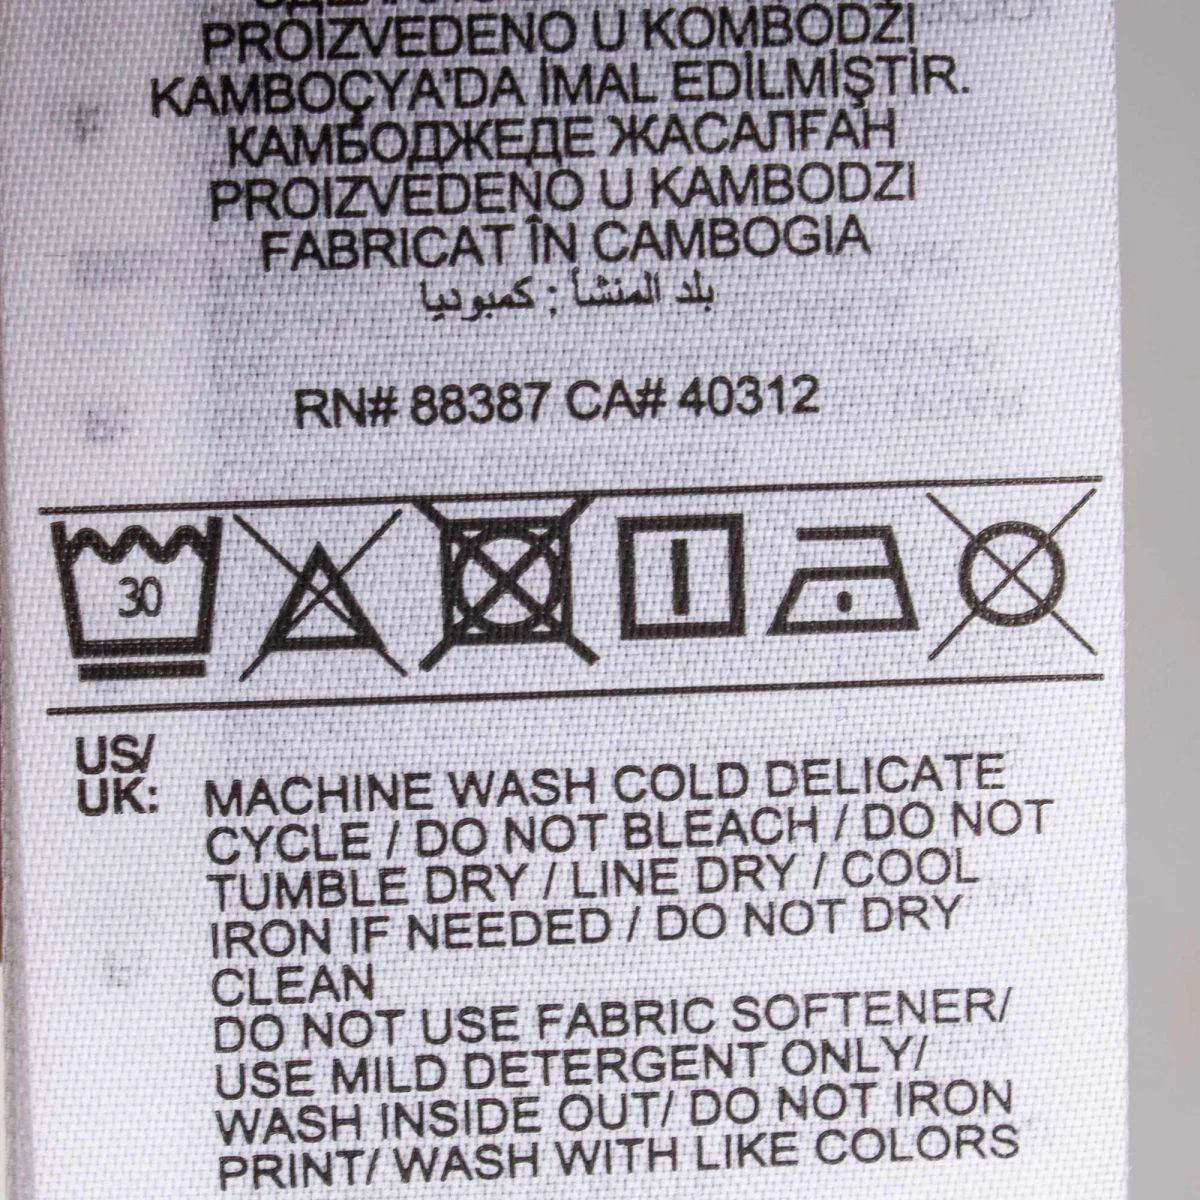 PROIZVEDENO U KOMBODZI
KAMBOÇYA'DA İMAL EDİLMİŞTİR.
КАМБОДЖЕДЕ ЖАСАЛҒАН
PROIZVEDENO U KAMBODZI
FABRICAT ÎN CAMBOGIA
بلد المنشأ : كمبوديا
RN# 88387 CA# 40312
30
US/
UK:
MACHINE WASH COLD DELICATE
CYCLE / DO NOT BLEACH / DO NOT
TUMBLE DRY / LINE DRY / COOL
IRON IF NEEDED / DO NOT DRY
CLEAN
DO NOT USE FABRIC SOFTENER/
USE MILD DETERGENT ONLY/
WASH INSIDE OUT/ DO NOT IRON
PRINT/ WASH WITH LIKE COLORS